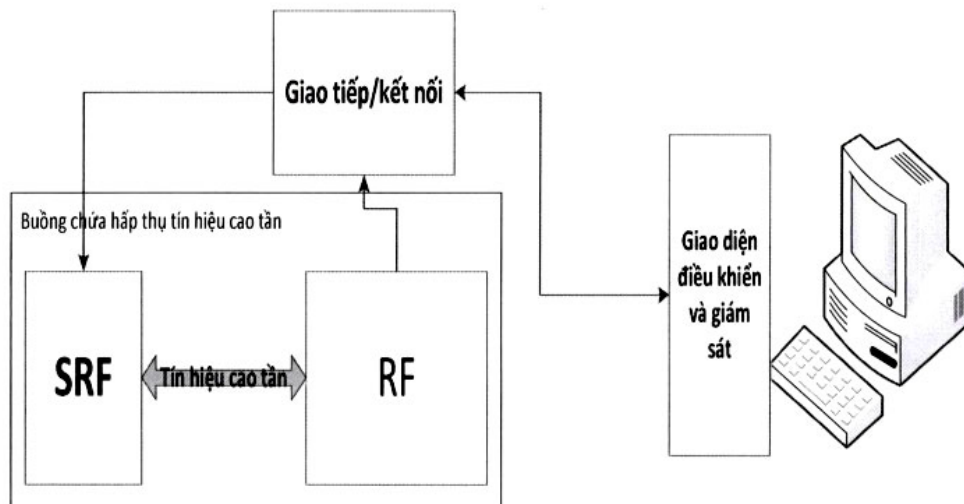 Giao tiếp/kết nối
Buồng chứa hấp thụ tín hiệu cao tần
Giao diện
điều khiển
và giám
sát
SRF
Tín hiệu cao tần
RF